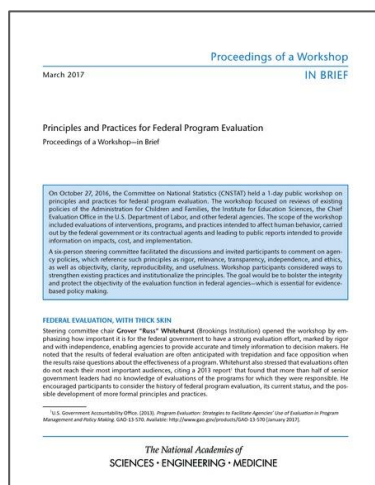 Proceedings of a Workshop
March 2017
IN BRIEF
Principles and Practices for Federal Program Evaluation
Proceedings of a Workshop—in Brief
On October 27, 2016, the Committee on National Statistics (CNSTAT) held a 1-day public workshop on
principles and practices for federal program evaluation. The workshop focused on reviews of existing
policies of the Administration for Children and Families, the Institute for Education Sciences, the Chief
Evaluation Office in the U.S. Department of Labor, and other federal agencies. The scope of the workshop
included evaluations of interventions, programs, and practices intended to affect human behavior, carried
out by the federal government or its contractual agents and leading to public reports intended to provide
information on impacts, cost, and implementation.
A six-person steering committee facilitated the discussions and invited participants to comment on agen-
cy policies, which reference such principles as rigor, relevance, transparency, independence, and ethics,
as well as objectivity, clarity, reproducibility, and usefulness. Workshop participants considered ways to
strengthen existing practices and institutionalize the principles. The goal would be to bolster the integrity
and protect the objectivity of the evaluation function in federal agencies—which is essential for evidence-
based policy making.
FEDERAL EVALUATION, WITH THICK SKIN
Steering committee chair Grover "Russ" Whitehurst (Brookings Institution) opened the workshop by em-
phasizing how important it is for the federal government to have a strong evaluation effort, marked by rigor
and with independence, enabling agencies to provide accurate and timely information to decision makers. He
noted that the results of federal evaluation are often anticipated with trepidation and face opposition when
the results raise questions about the effectiveness of a program. Whitehurst also stressed that evaluations often
do not reach their most important audiences, citing a 2013 report¹ that found that more than half of senior
government leaders had no knowledge of evaluations of the programs for which they were responsible. He
encouraged participants to consider the history of federal program evaluation, its current status, and the pos-
sible development of more formal principles and practices.
¹U.S. Government Accountability Office. (2013). Program Evaluation: Strategies to Facilitate Agencies' Use of Evaluation in Program
Management and Policy Making. GAO-13-570. Available: http://www.gao.gov/products/GAO-13-570 [January 2017].
The National Academies of
SCIENCES • ENGINEERING • MEDICINE